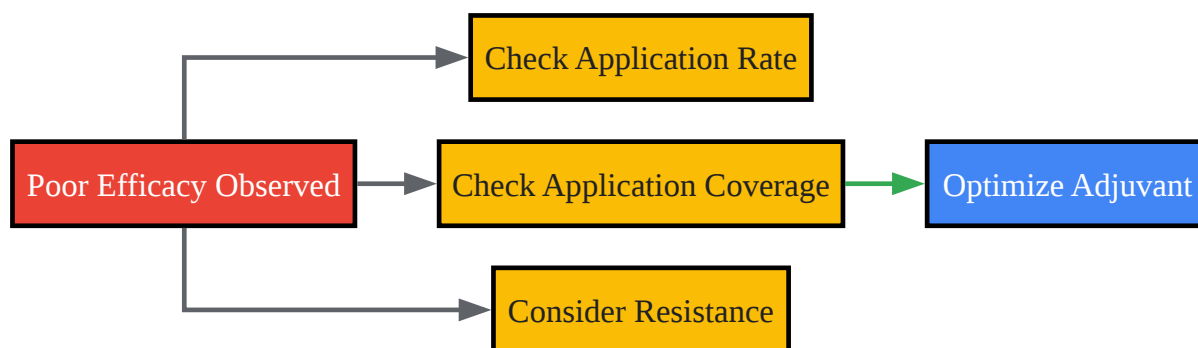 Check Application Rate
Poor Efficacy Observed
Check Application Coverage
Optimize Adjuvant
Consider Resistance